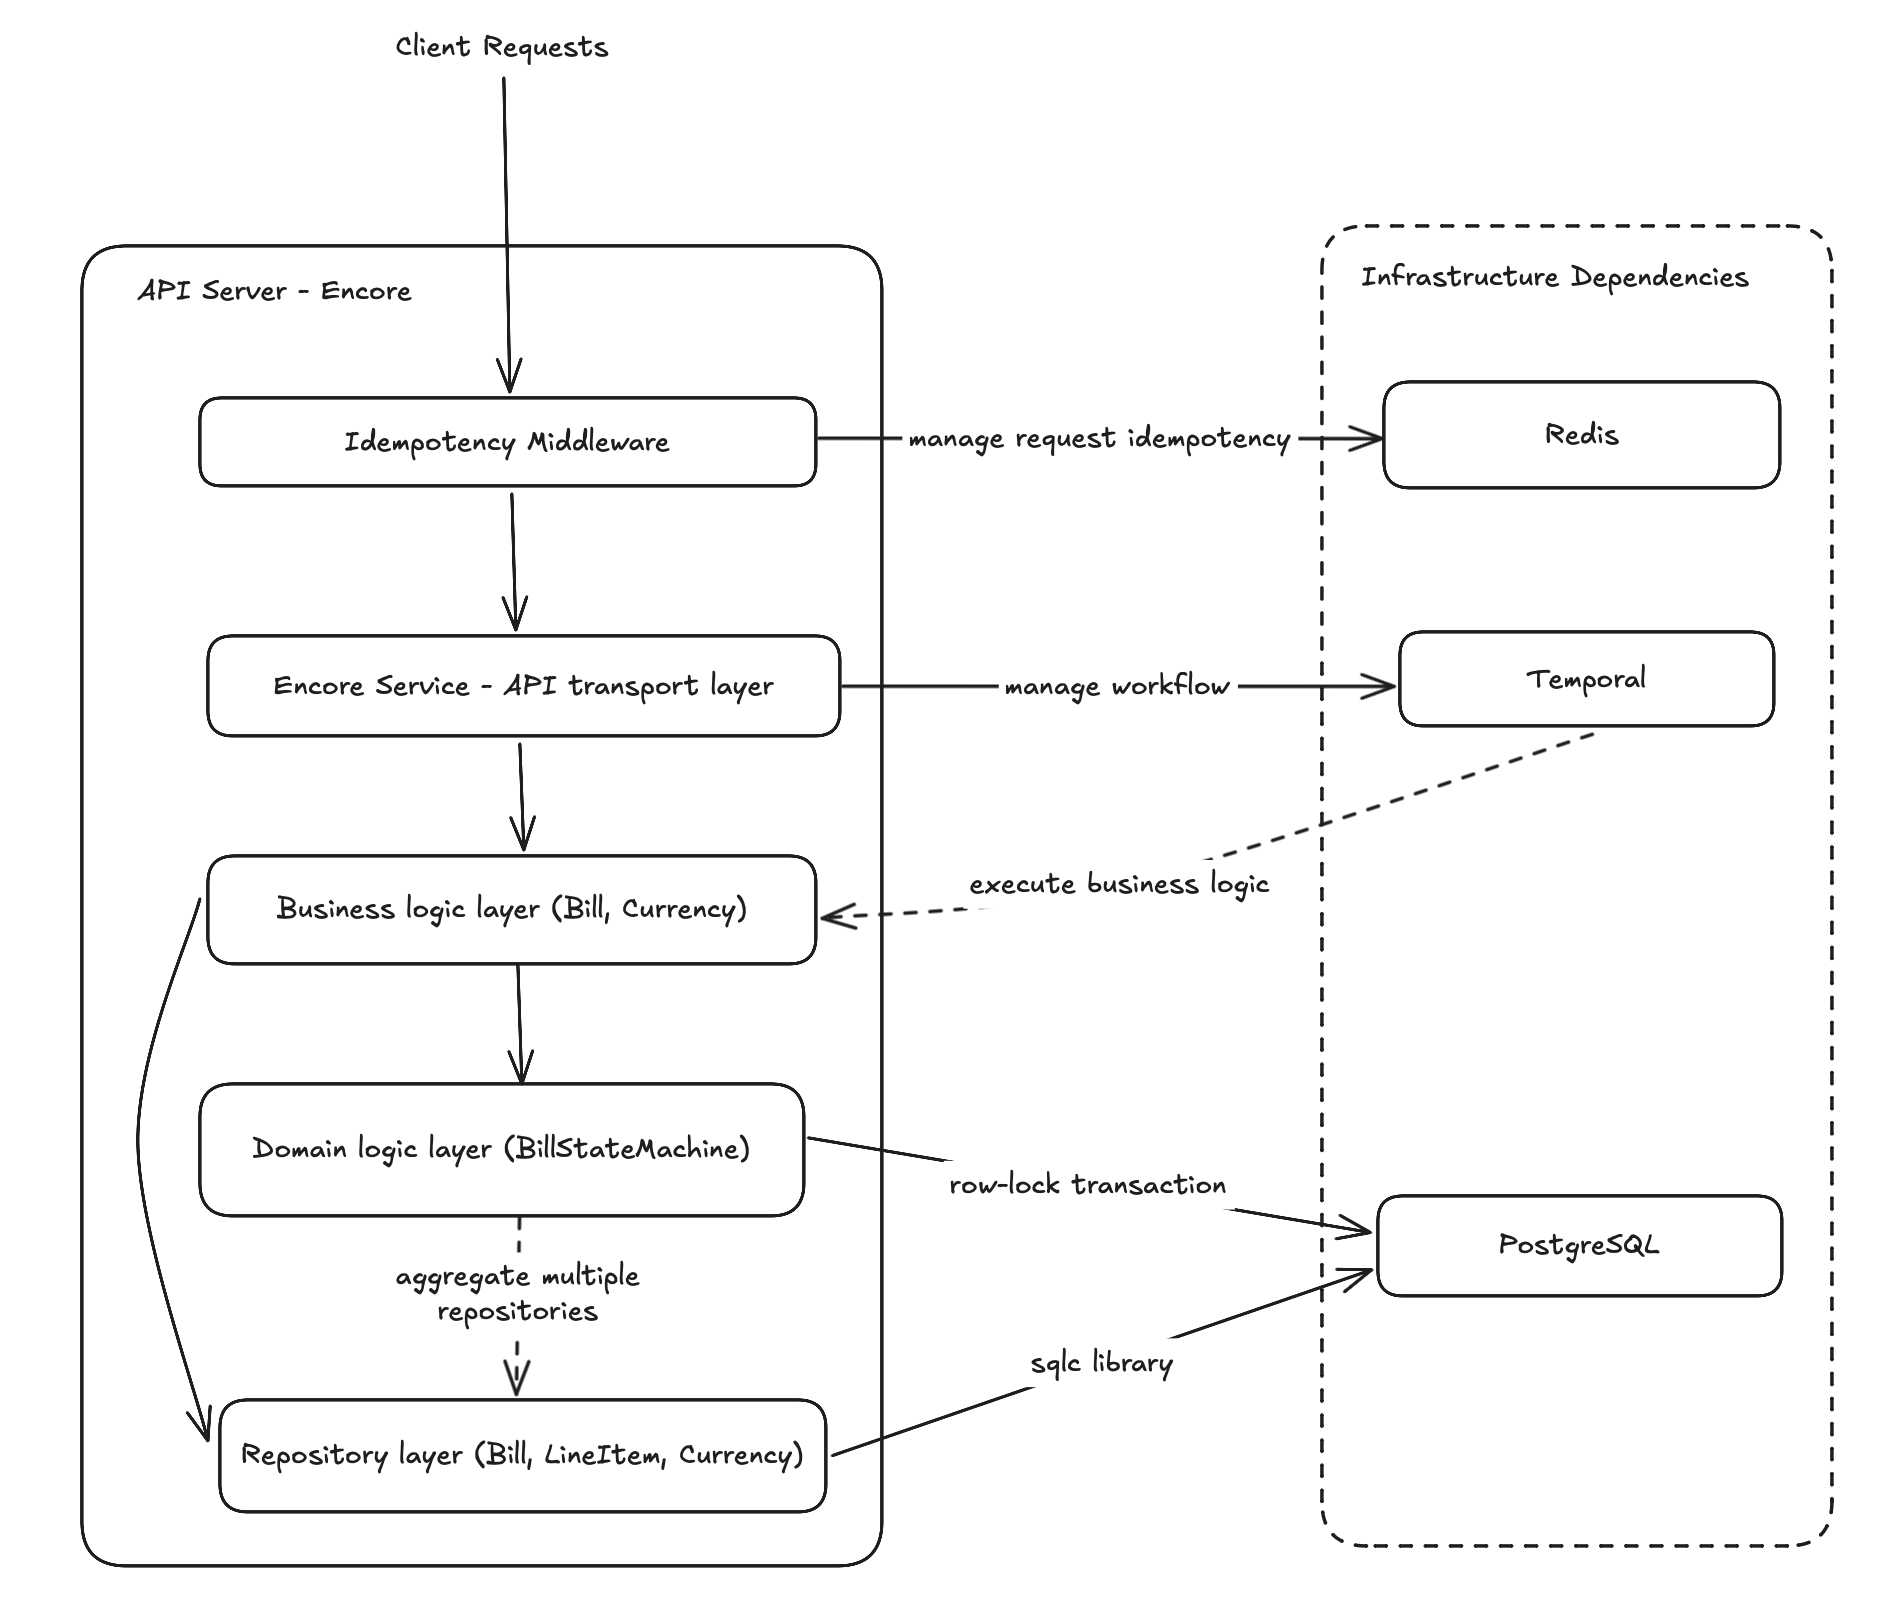 Client Requests
API Server - Encore
Infrastructure Dependencies
Idempotency Middleware
manage request idempotency
Redis
Encore Service - API transport layer
manage workflow
Temporal
execute business logic
Business logic layer (Bill, Currency)
Domain logic layer (BillStateMachine)
row-lock transaction
PostgreSQL
aggregate multiple
repositories
sqlc library
Repository layer (Bill, LineItem, Currency)